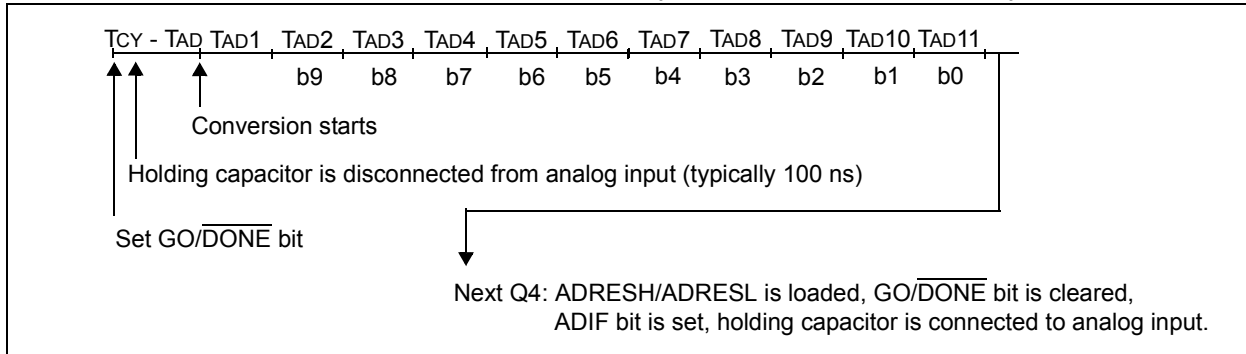 TCY - TAD TAD1 TAD2 TAD3 TAD4 TAD5 TAD6 TAD7 TAD8 TAD9 TAD10 TAD11
b9 b8 b7 b6 b5 b4 b3 b2 b1 b0
Conversion starts
Holding capacitor is disconnected from analog input (typically 100 ns)
Set GO/DONE bit
Next Q4: ADRESH/ADRESL is loaded, GO/DONE bit is cleared,
ADIF bit is set, holding capacitor is connected to analog input.